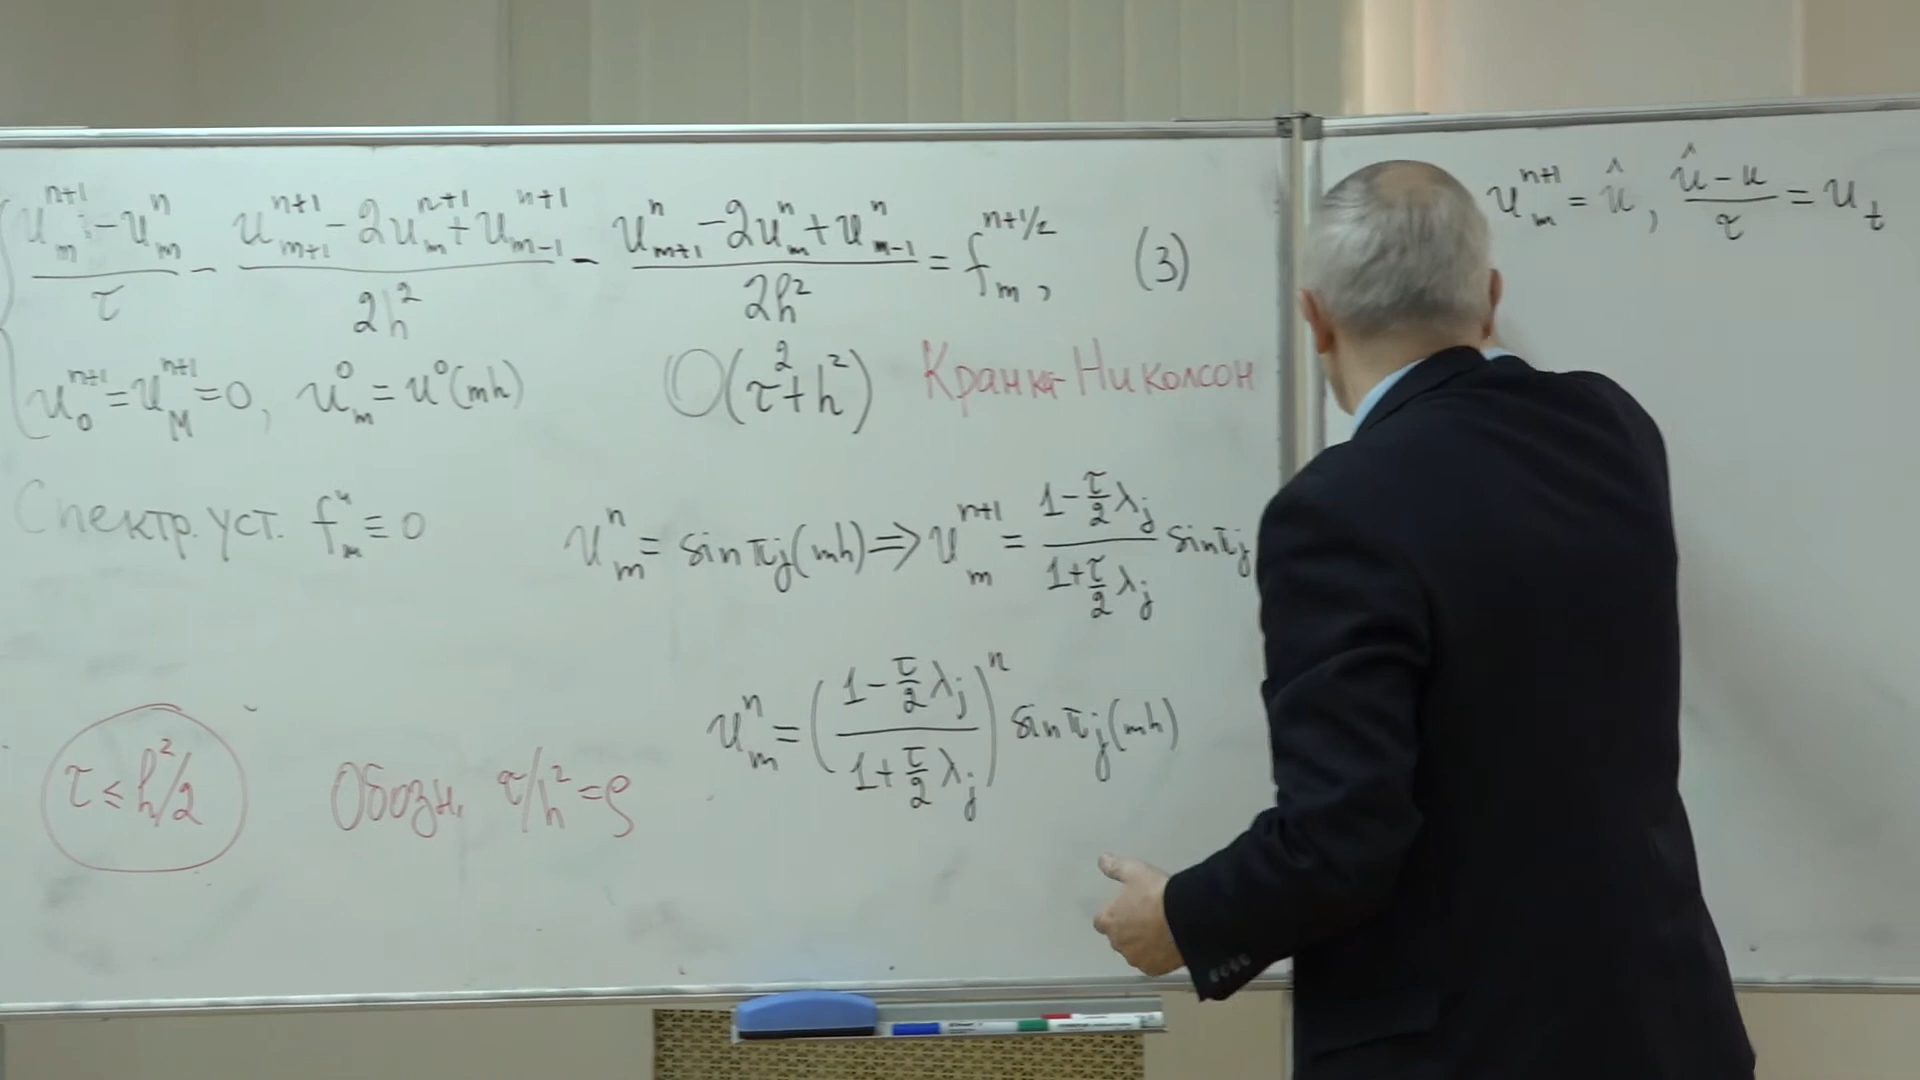 (u_m^{n+1} - u_m^n)/τ - (u_{m+1}^{n+1} - 2u_m^{n+1} + u_{m-1}^{n+1})/(2h^2) - (u_{m+1}^n - 2u_m^n + u_{m-1}^n)/(2h^2) = f_m^{n+1/2}, (3)
u_0^{n+1} = u_M^{n+1} = 0, u_m^0 = u^0(mh) O(τ^2 + h^2) Кранка-Николсон
Спектр. уст. f_m^n ≡ 0 u_m^n = sin πj(mh) ⇒ u_m^{n+1} = (1 - τ/2 λ_j)/(1 + τ/2 λ_j) sin πj
u_m^n = ((1 - τ/2 λ_j)/(1 + τ/2 λ_j))^n sin πj(mh)
τ ≤ h^2/2 Обозн. τ/h^2 = ρ
u_m^{n+1} = û, (û - u)/τ = u_t